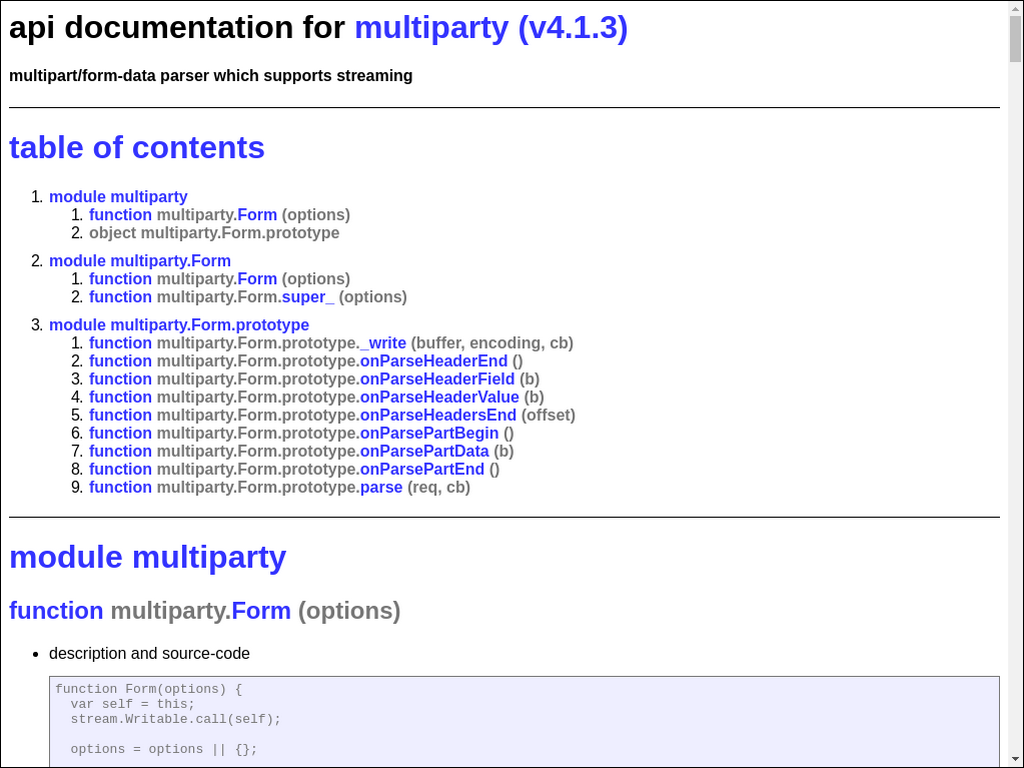 api documentation for multiparty (v4.1.3)
multipart/form-data parser which supports streaming
table of contents
1. module multiparty
1. function multiparty.Form (options)
2. object multiparty.Form.prototype
2. module multiparty.Form
1. function multiparty.Form (options)
2. function multiparty.Form.super_ (options)
3. module multiparty.Form.prototype
1. function multiparty.Form.prototype._write (buffer, encoding, cb)
2. function multiparty.Form.prototype.onParseHeaderEnd ()
3. function multiparty.Form.prototype.onParseHeaderField (b)
4. function multiparty.Form.prototype.onParseHeaderValue (b)
5. function multiparty.Form.prototype.onParseHeadersEnd (offset)
6. function multiparty.Form.prototype.onParsePartBegin ()
7. function multiparty.Form.prototype.onParsePartData (b)
8. function multiparty.Form.prototype.onParsePartEnd ()
9. function multiparty.Form.prototype.parse (req, cb)
module multiparty
function multiparty.Form (options)
• description and source-code
function Form(options) {
  var self = this;
  stream.Writable.call(self);
  options = options || {};